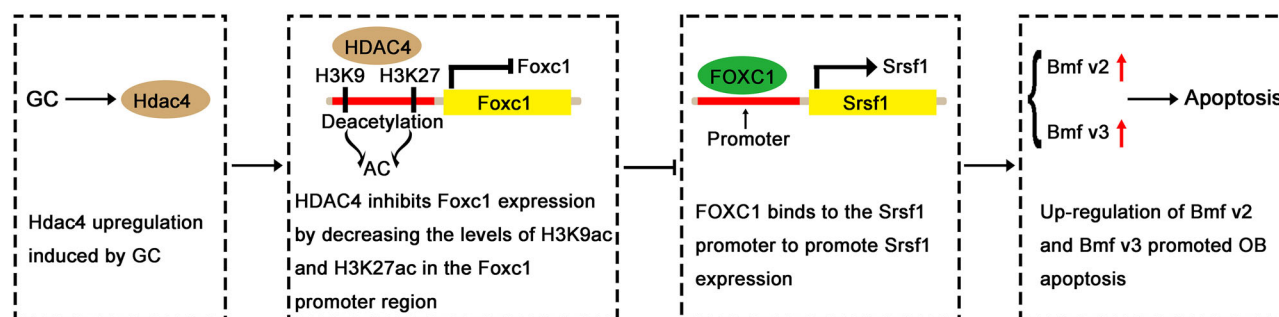 GC
Hdac4
Hdac4 upregulation
induced by GC
HDAC4
H3K9
H3K27
Foxc1
Foxc1
Deacetylation
AC
HDAC4 inhibits Foxc1 expression
by decreasing the levels of H3K9ac
and H3K27ac in the Foxc1
promoter region
FOXC1
Srsf1
Srsf1
Promoter
FOXC1 binds to the Srsf1
promoter to promote Srsf1
expression
Bmf v2
Bmf v3
Apoptosis
Up-regulation of Bmf v2
and Bmf v3 promoted OB
apoptosis